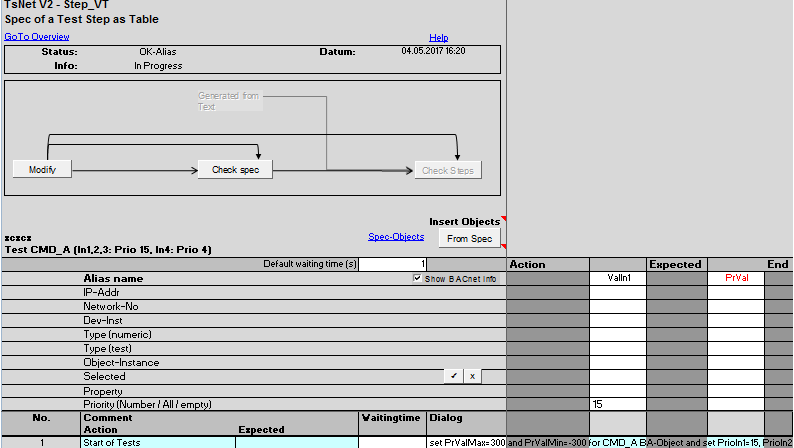 TsNet V2 - Step_VT
Spec of a Test Step as Table
GoTo Overview Help
Status: OK-Alias Datum: 04.05.2017 16:20
Info: In Progress
Generated from
Text
Modify Check spec Check Steps
Insert Objects
zczcz Spec-Objects From Spec
Test CMD_A (In1,2,3: Prio 15, In4: Prio 4)
Default waiting time (s) 1 Action Expected End
Alias name Show BACnet Info ValIn1 PrVal
IP-Addr
Network-No
Dev-Inst
Type (numeric)
Type (test)
Object-Instance
Selected ✓ x
Property
Priority (Number / All / empty) 15
No. Comment Waitingtime Dialog
Action Expected
1 Start of Tests set PrValMax=300 and PrValMin=-300 for CMD_A BA-Object and set PrioIn1=15, PrioIn2